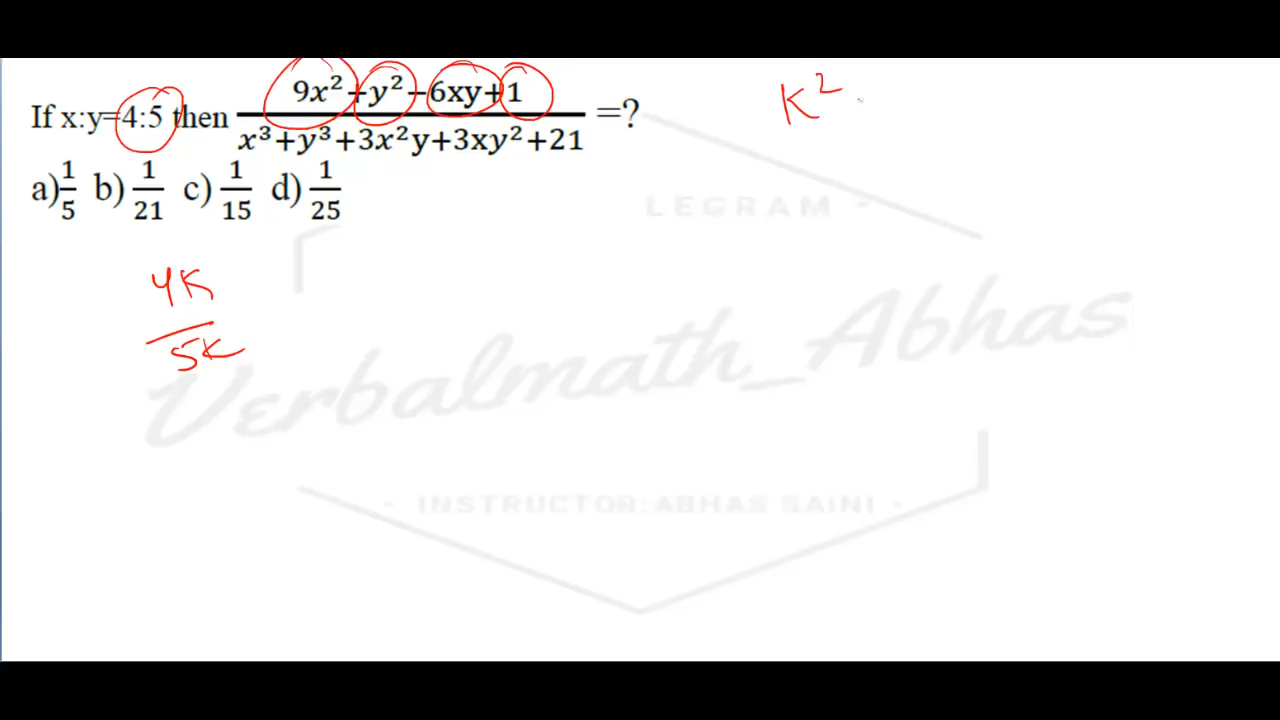 If x:y=4:5 then 9x²+y²−6xy+1 / x³+y³+3x²y+3xy²+21 =?
K²
a) 1/5 b) 1/21 c) 1/15 d) 1/25
LEGRAM -
4K
5K
Verbalmath_Abhas
- INSTRUCTOR:ABHAS SAINI -